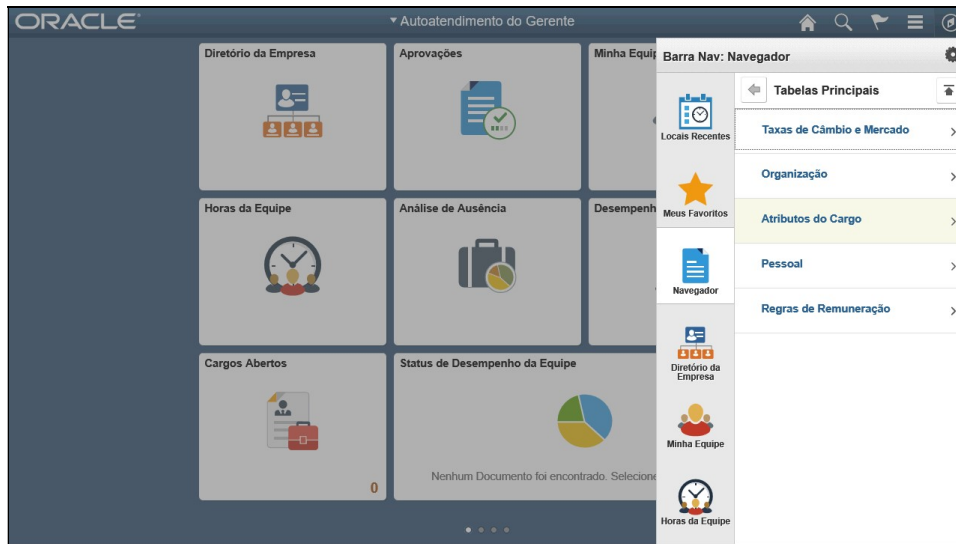 ORACLE
Autoatendimento do Gerente
Diretório da Empresa
Aprovações
Minha Equip
Horas da Equipe
Análise de Ausência
Desempenh
Cargos Abertos
0
Status de Desempenho da Equipe
Nenhum Documento foi encontrado. Selecione
Barra Nav: Navegador
Locais Recentes
Meus Favoritos
Navegador
Diretório da
Empresa
Minha Equipe
Horas da Equipe
Tabelas Principais
Taxas de Câmbio e Mercado
Organização
Atributos do Cargo
Pessoal
Regras de Remuneração